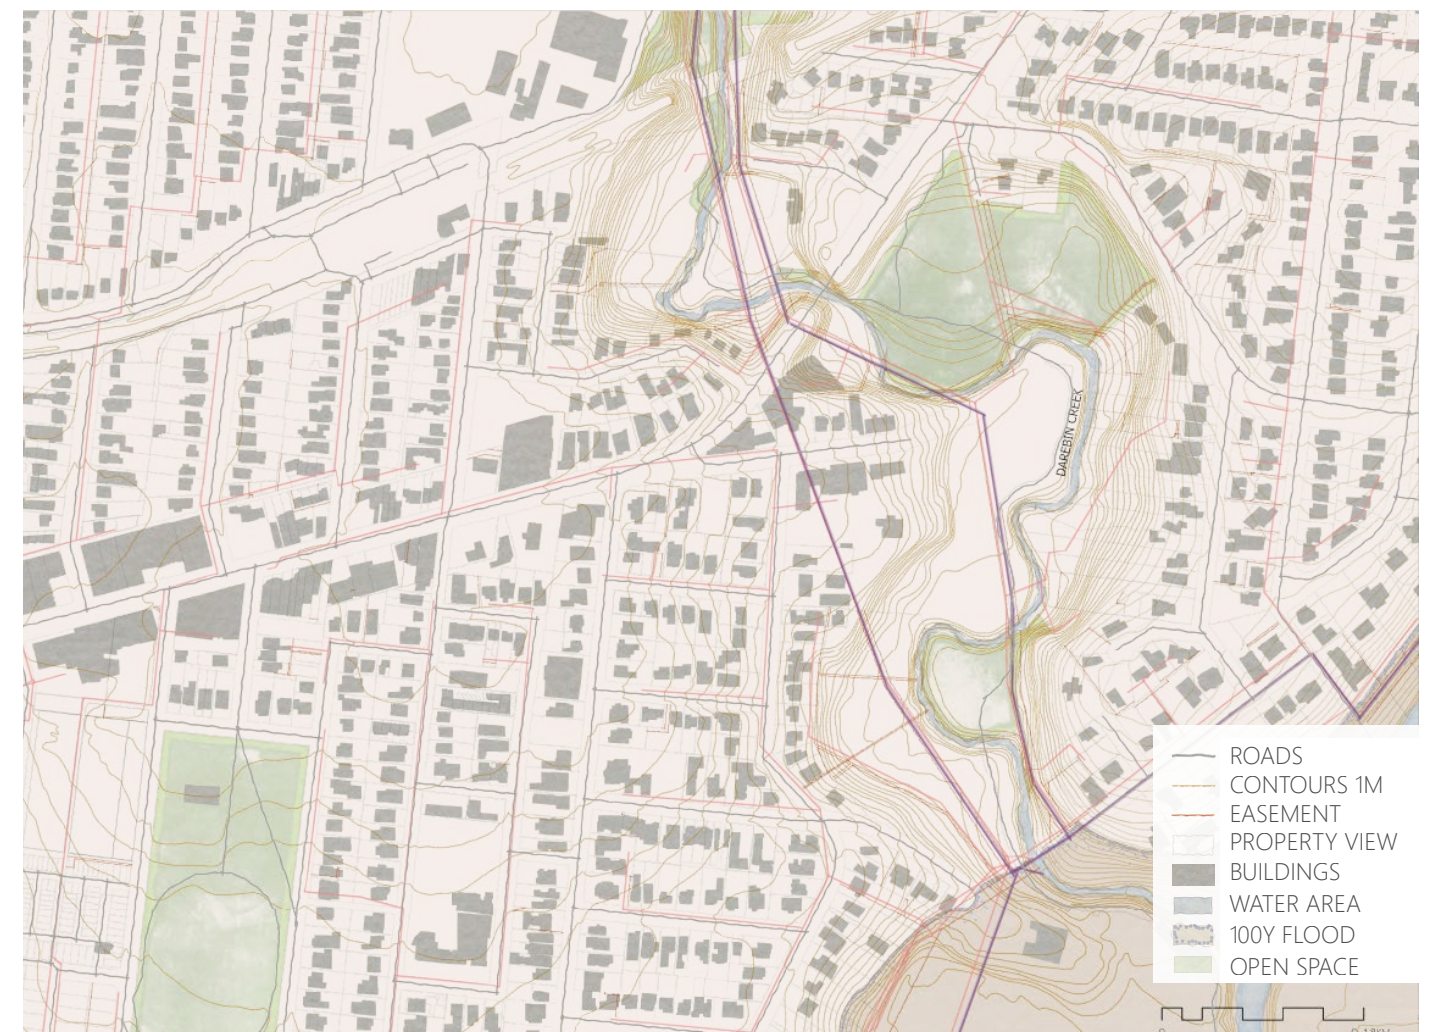 DAREBIN CREEK
ROADS
CONTOURS 1M
EASEMENT
PROPERTY VIEW
BUILDINGS
WATER AREA
100Y FLOOD
OPEN SPACE